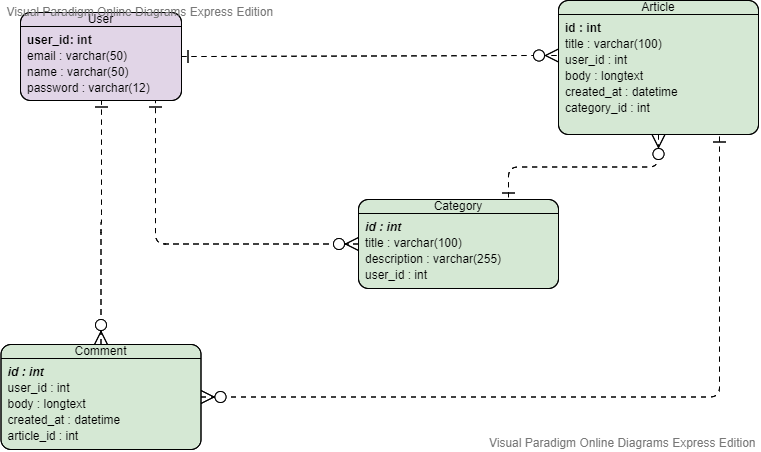 Visual Paradigm Online Diagrams Express Edition
User
user_id: int
email : varchar(50)
name : varchar(50)
password : varchar(12)
Article
id : int
title : varchar(100)
user_id : int
body : longtext
created_at : datetime
category_id : int
Category
id : int
title : varchar(100)
description : varchar(255)
user_id : int
Comment
id : int
user_id : int
body : longtext
created_at : datetime
article_id : int
Visual Paradigm Online Diagrams Express Edition